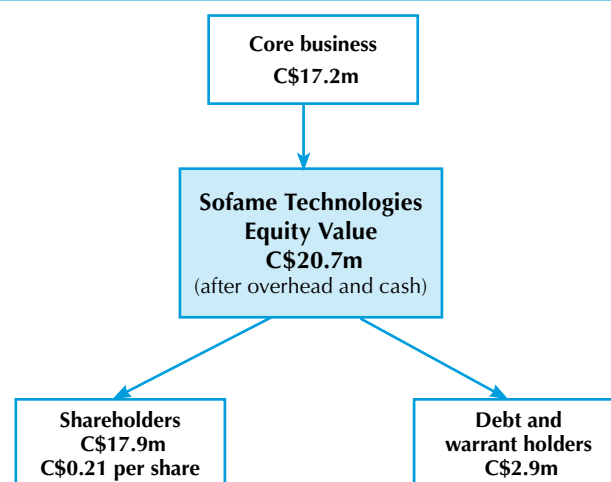 Core business
C$17.2m
Sofame Technologies
Equity Value
C$20.7m
(after overhead and cash)
Shareholders
C$17.9m
C$0.21 per share
Debt and
warrant holders
C$2.9m